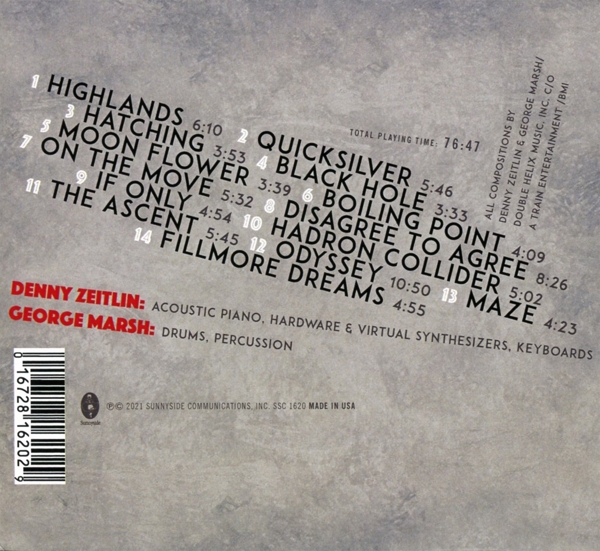 1 HIGHLANDS 6:10 2 QUICKSILVER 5:46
3 HATCHING 3:53 4 BLACK HOLE 3:33
5 MOON FLOWER 3:39 6 BOILING POINT 4:09
7 ON THE MOVE 5:32 8 DISAGREE TO AGREE 8:26
9 IF ONLY 4:54 10 HADRON COLLIDER 5:02
11 THE ASCENT 5:45 12 ODYSSEY 10:50 13 MAZE 4:23
14 FILLMORE DREAMS 4:55
TOTAL PLAYING TIME: 76:47
ALL COMPOSITIONS BY
DENNY ZEITLIN & GEORGE MARSH/
DOUBLE HELIX MUSIC, INC. C/O
A TRAIN ENTERTAINMENT /BMI
DENNY ZEITLIN: ACOUSTIC PIANO, HARDWARE & VIRTUAL SYNTHESIZERS, KEYBOARDS
GEORGE MARSH: DRUMS, PERCUSSION
Sunnyside
℗© 2021 SUNNYSIDE COMMUNICATIONS, INC. SSC 1620 MADE IN USA
0 16728 16202 9